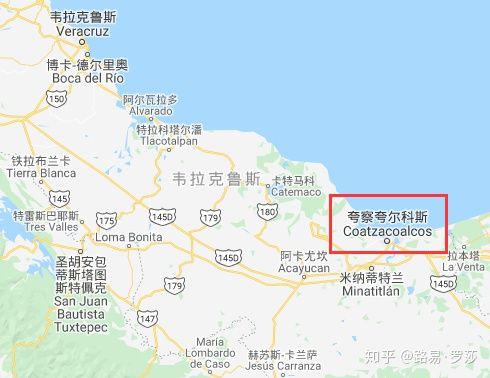 韦拉克鲁斯
Veracruz
博卡-德尔里奥
Boca del Río
150
阿尔瓦拉多
Alvarado
特拉科塔尔潘
Tlacotalpan
铁拉布兰卡
Tierra Blanca
韦拉克鲁斯
卡特马科
Catemaco
145D
175
179
180
夸察夸尔科斯
Coatzacoalcos
特雷斯巴耶斯
Tres Valles
Loma Bonita
145D
阿卡尤坎
Acayucan
拉本塔
La Venta
圣胡安包
蒂斯塔图
斯特佩克
San Juan
Bautista
Tuxtepec
179
米纳蒂特兰
Minatitlán
145D
147
María
Lombardo
de Caso
赫苏斯-卡兰萨
Jesús Carranza
知乎 @路易·罗莎